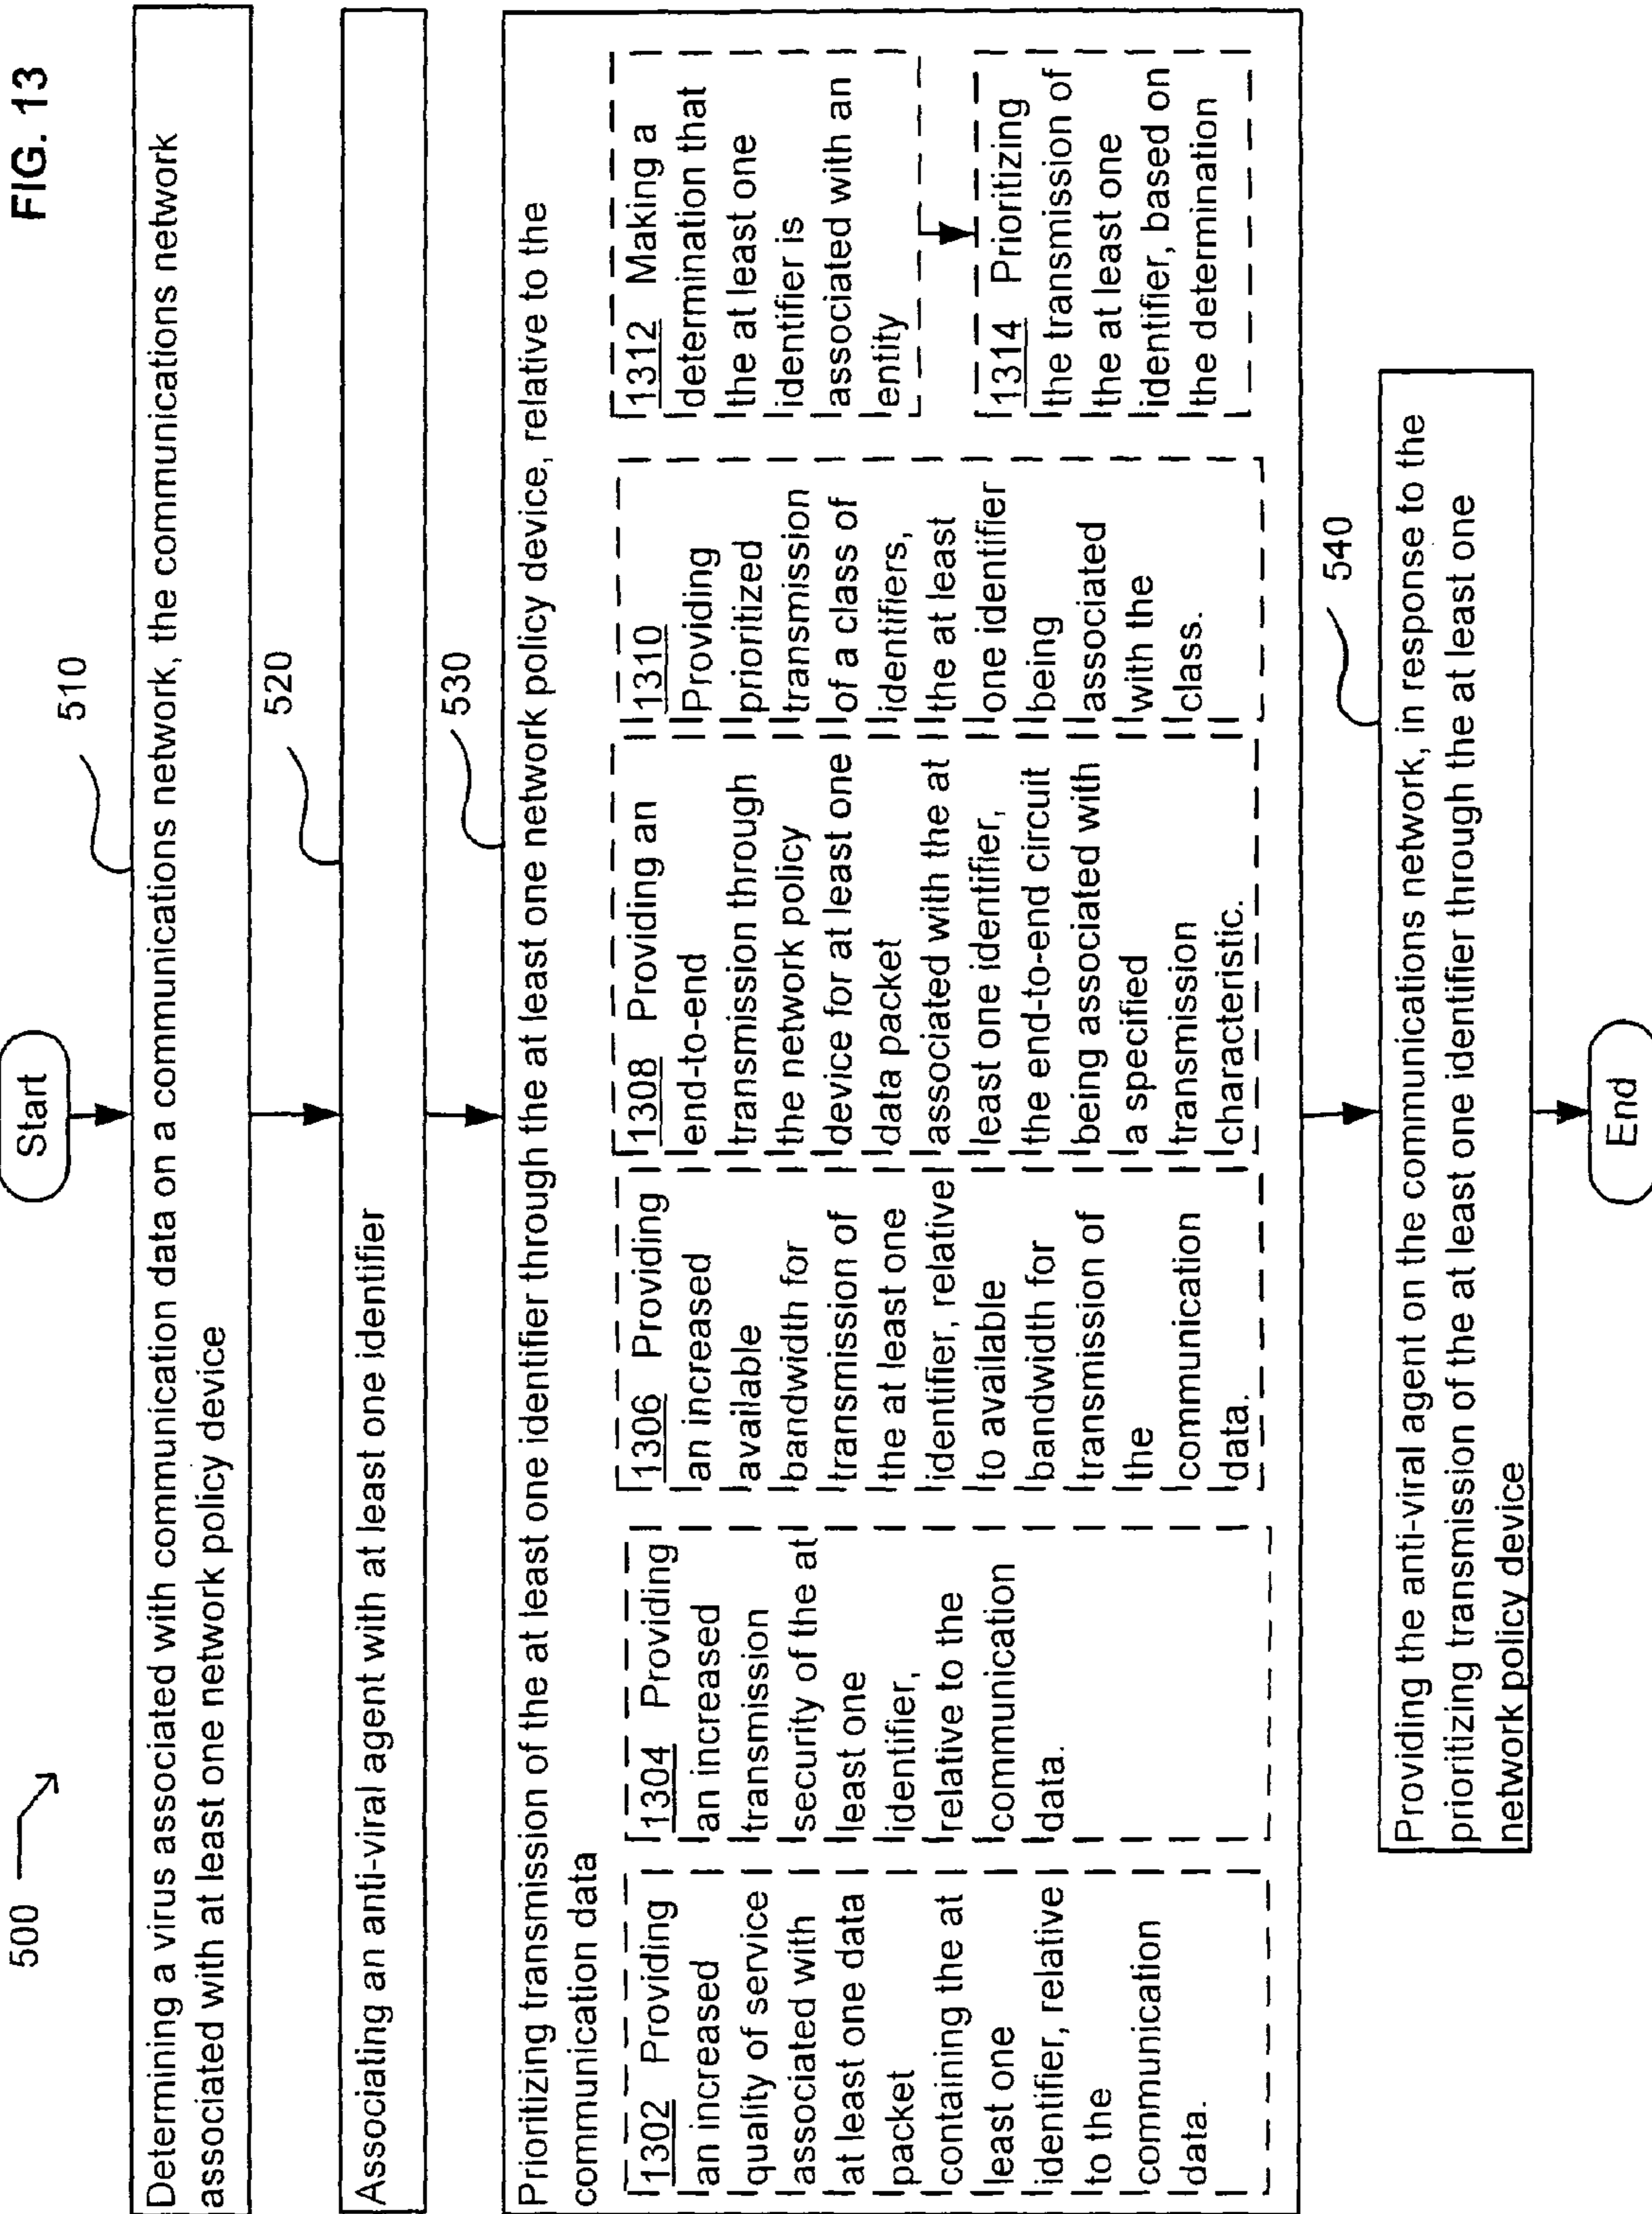 FIG. 13
500
Start
510
Determining a virus associated with communication data on a communications network, the communications network
associated with at least one network policy device
520
Associating an anti-viral agent with at least one identifier
530
Prioritizing transmission of the at least one identifier through the at least one network policy device, relative to the
communication data
1302 Providing
an increased
quality of service
associated with
at least one data
packet
containing the at
least one
identifier, relative
to the
communication
data.
1304 Providing
an increased
transmission
security of the at
least one
identifier,
relative to the
communication
data.
1306 Providing
an increased
available
bandwidth for
transmission of
the at least one
identifier, relative
to available
bandwidth for
transmission of
the
communication
data.
1308 Providing an
end-to-end
transmission through
the network policy
device for at least one
data packet
associated with the at
least one identifier,
the end-to-end circuit
being associated with
a specified
transmission
characteristic.
1310
Providing
prioritized
transmission
of a class of
identifiers,
the at least
one identifier
being
associated
with the
class.
1312 Making a
determination that
the at least one
identifier is
associated with an
entity
1314 Prioritizing
the transmission of
the at least one
identifier, based on
the determination
540
Providing the anti-viral agent on the communications network, in response to the
prioritizing transmission of the at least one identifier through the at least one
network policy device
End